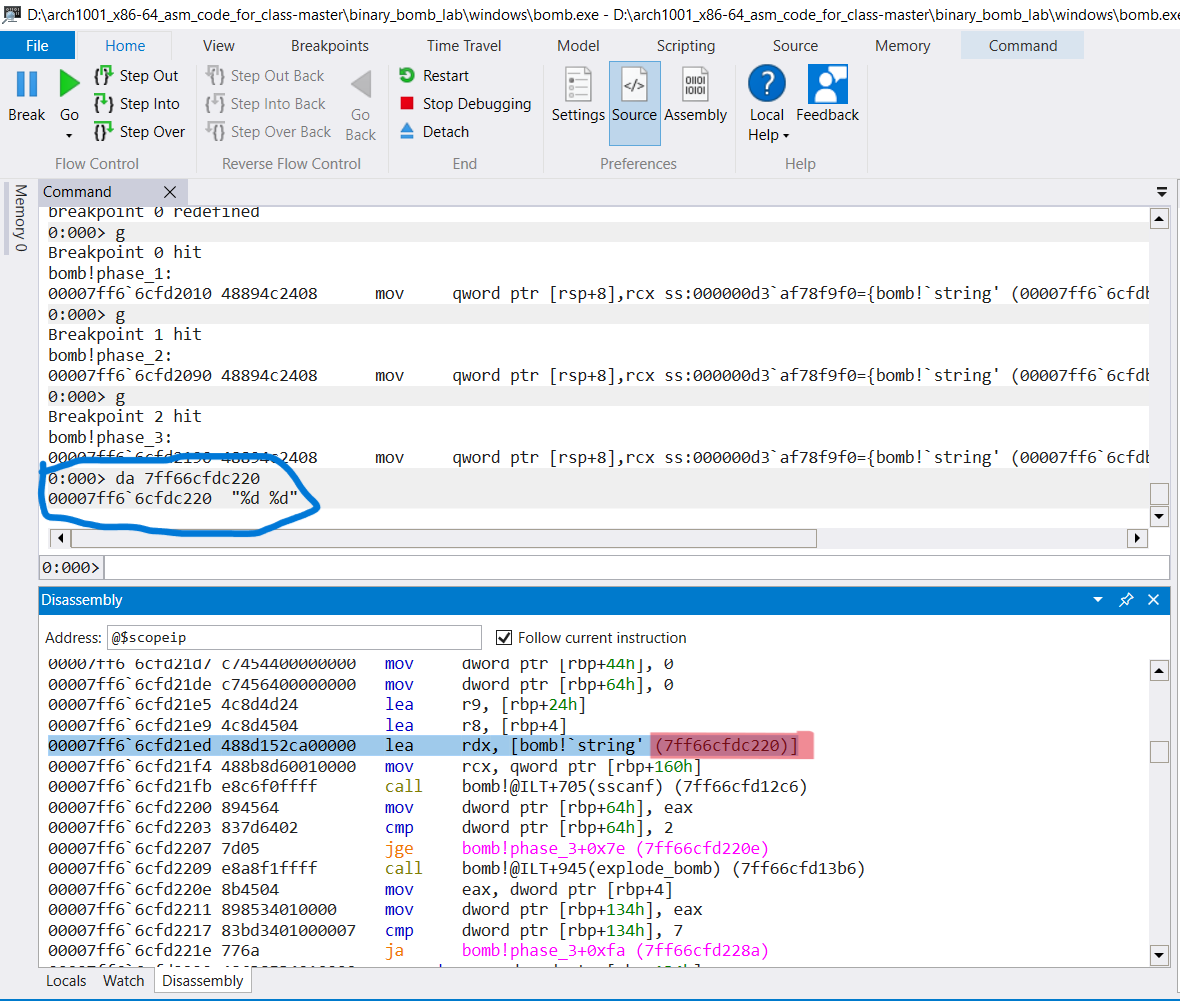 D:\arch1001_x86-64_asm_code_for_class-master\binary_bomb_lab\windows\bomb.exe - D:\arch1001_x86-64_asm_code_for_class-master\binary_bomb_lab\windows\bomb.exe
File Home View Breakpoints Time Travel Model Scripting Source Memory Command
Break
Go
Step Out
Step Into
Step Over
Flow Control
Step Out Back
Step Into Back
Step Over Back
Go Back
Reverse Flow Control
Restart
Stop Debugging
Detach
End
Settings
Source
Assembly
Preferences
Local Help
Feedback
Help
Memory 0
Command
breakpoint 0 redefined
0:000> g
Breakpoint 0 hit
bomb!phase_1:
00007ff6`6cfd2010 48894c2408 mov qword ptr [rsp+8],rcx ss:000000d3`af78f9f0={bomb!`string' (00007ff6`6cfdb
0:000> g
Breakpoint 1 hit
bomb!phase_2:
00007ff6`6cfd2090 48894c2408 mov qword ptr [rsp+8],rcx ss:000000d3`af78f9f0={bomb!`string' (00007ff6`6cfdb
0:000> g
Breakpoint 2 hit
bomb!phase_3:
00007ff6`6cfd2190 48894c2408 mov qword ptr [rsp+8],rcx ss:000000d3`af78f9f0={bomb!`string' (00007ff6`6cfdb
0:000> da 7ff66cfdc220
00007ff6`6cfdc220 "%d %d"
0:000>
Disassembly
Address: @$scopeip Follow current instruction
00007ff6`6cfd21d7 c7454400000000 mov dword ptr [rbp+44h], 0
00007ff6`6cfd21de c7456400000000 mov dword ptr [rbp+64h], 0
00007ff6`6cfd21e5 4c8d4d24 lea r9, [rbp+24h]
00007ff6`6cfd21e9 4c8d4504 lea r8, [rbp+4]
00007ff6`6cfd21ed 488d152ca00000 lea rdx, [bomb!`string' (7ff66cfdc220)]
00007ff6`6cfd21f4 488b8d60010000 mov rcx, qword ptr [rbp+160h]
00007ff6`6cfd21fb e8c6f0ffff call bomb!@ILT+705(sscanf) (7ff66cfd12c6)
00007ff6`6cfd2200 894564 mov dword ptr [rbp+64h], eax
00007ff6`6cfd2203 837d6402 cmp dword ptr [rbp+64h], 2
00007ff6`6cfd2207 7d05 jge bomb!phase_3+0x7e (7ff66cfd220e)
00007ff6`6cfd2209 e8a8f1ffff call bomb!@ILT+945(explode_bomb) (7ff66cfd13b6)
00007ff6`6cfd220e 8b4504 mov eax, dword ptr [rbp+4]
00007ff6`6cfd2211 898534010000 mov dword ptr [rbp+134h], eax
00007ff6`6cfd2217 83bd3401000007 cmp dword ptr [rbp+134h], 7
00007ff6`6cfd221e 776a ja bomb!phase_3+0xfa (7ff66cfd228a)
Locals Watch Disassembly